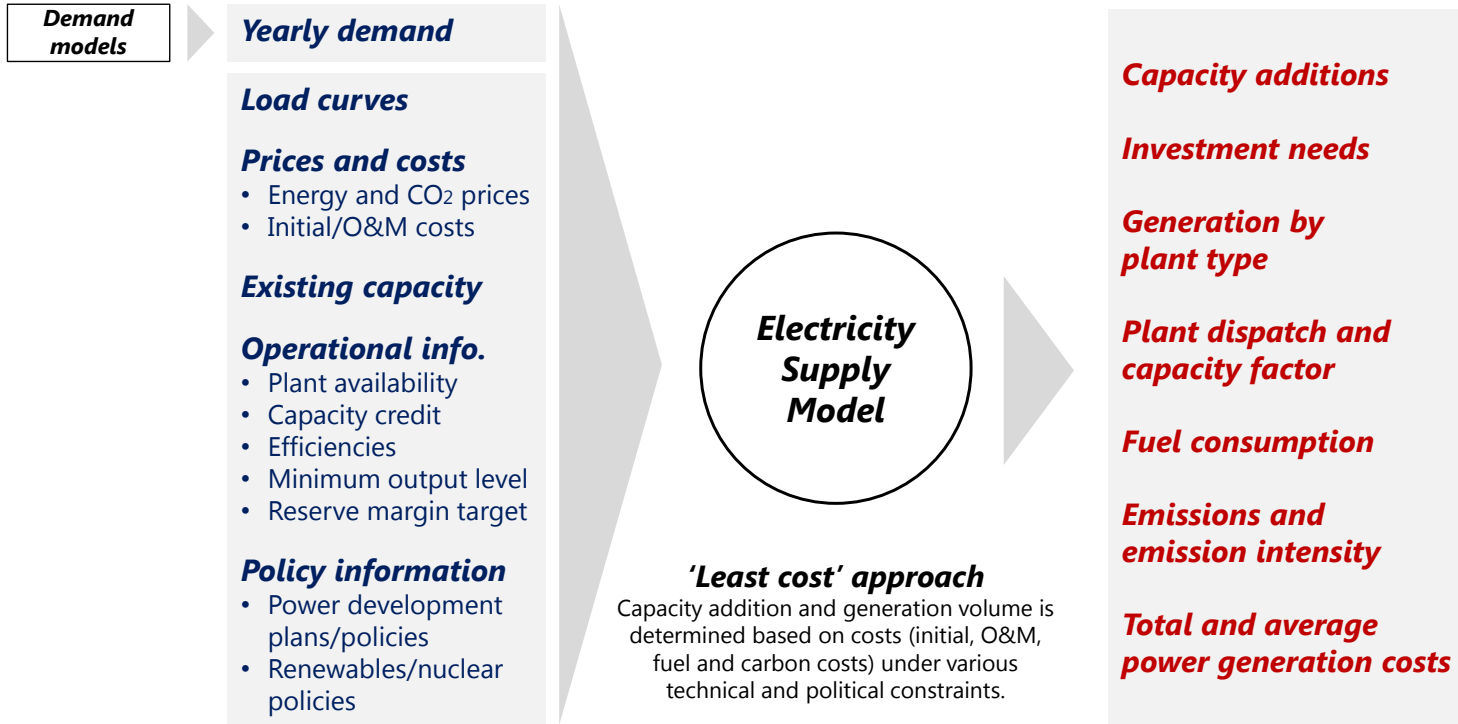 Demand
models
Yearly demand
Load curves
Prices and costs
• Energy and CO2 prices
• Initial/O&M costs
Existing capacity
Operational info.
• Plant availability
• Capacity credit
• Efficiencies
• Minimum output level
• Reserve margin target
Policy information
• Power development
plans/policies
• Renewables/nuclear
policies
Electricity
Supply
Model
‘Least cost’ approach
Capacity addition and generation volume is
determined based on costs (initial, O&M,
fuel and carbon costs) under various
technical and political constraints.
Capacity additions
Investment needs
Generation by
plant type
Plant dispatch and
capacity factor
Fuel consumption
Emissions and
emission intensity
Total and average
power generation costs